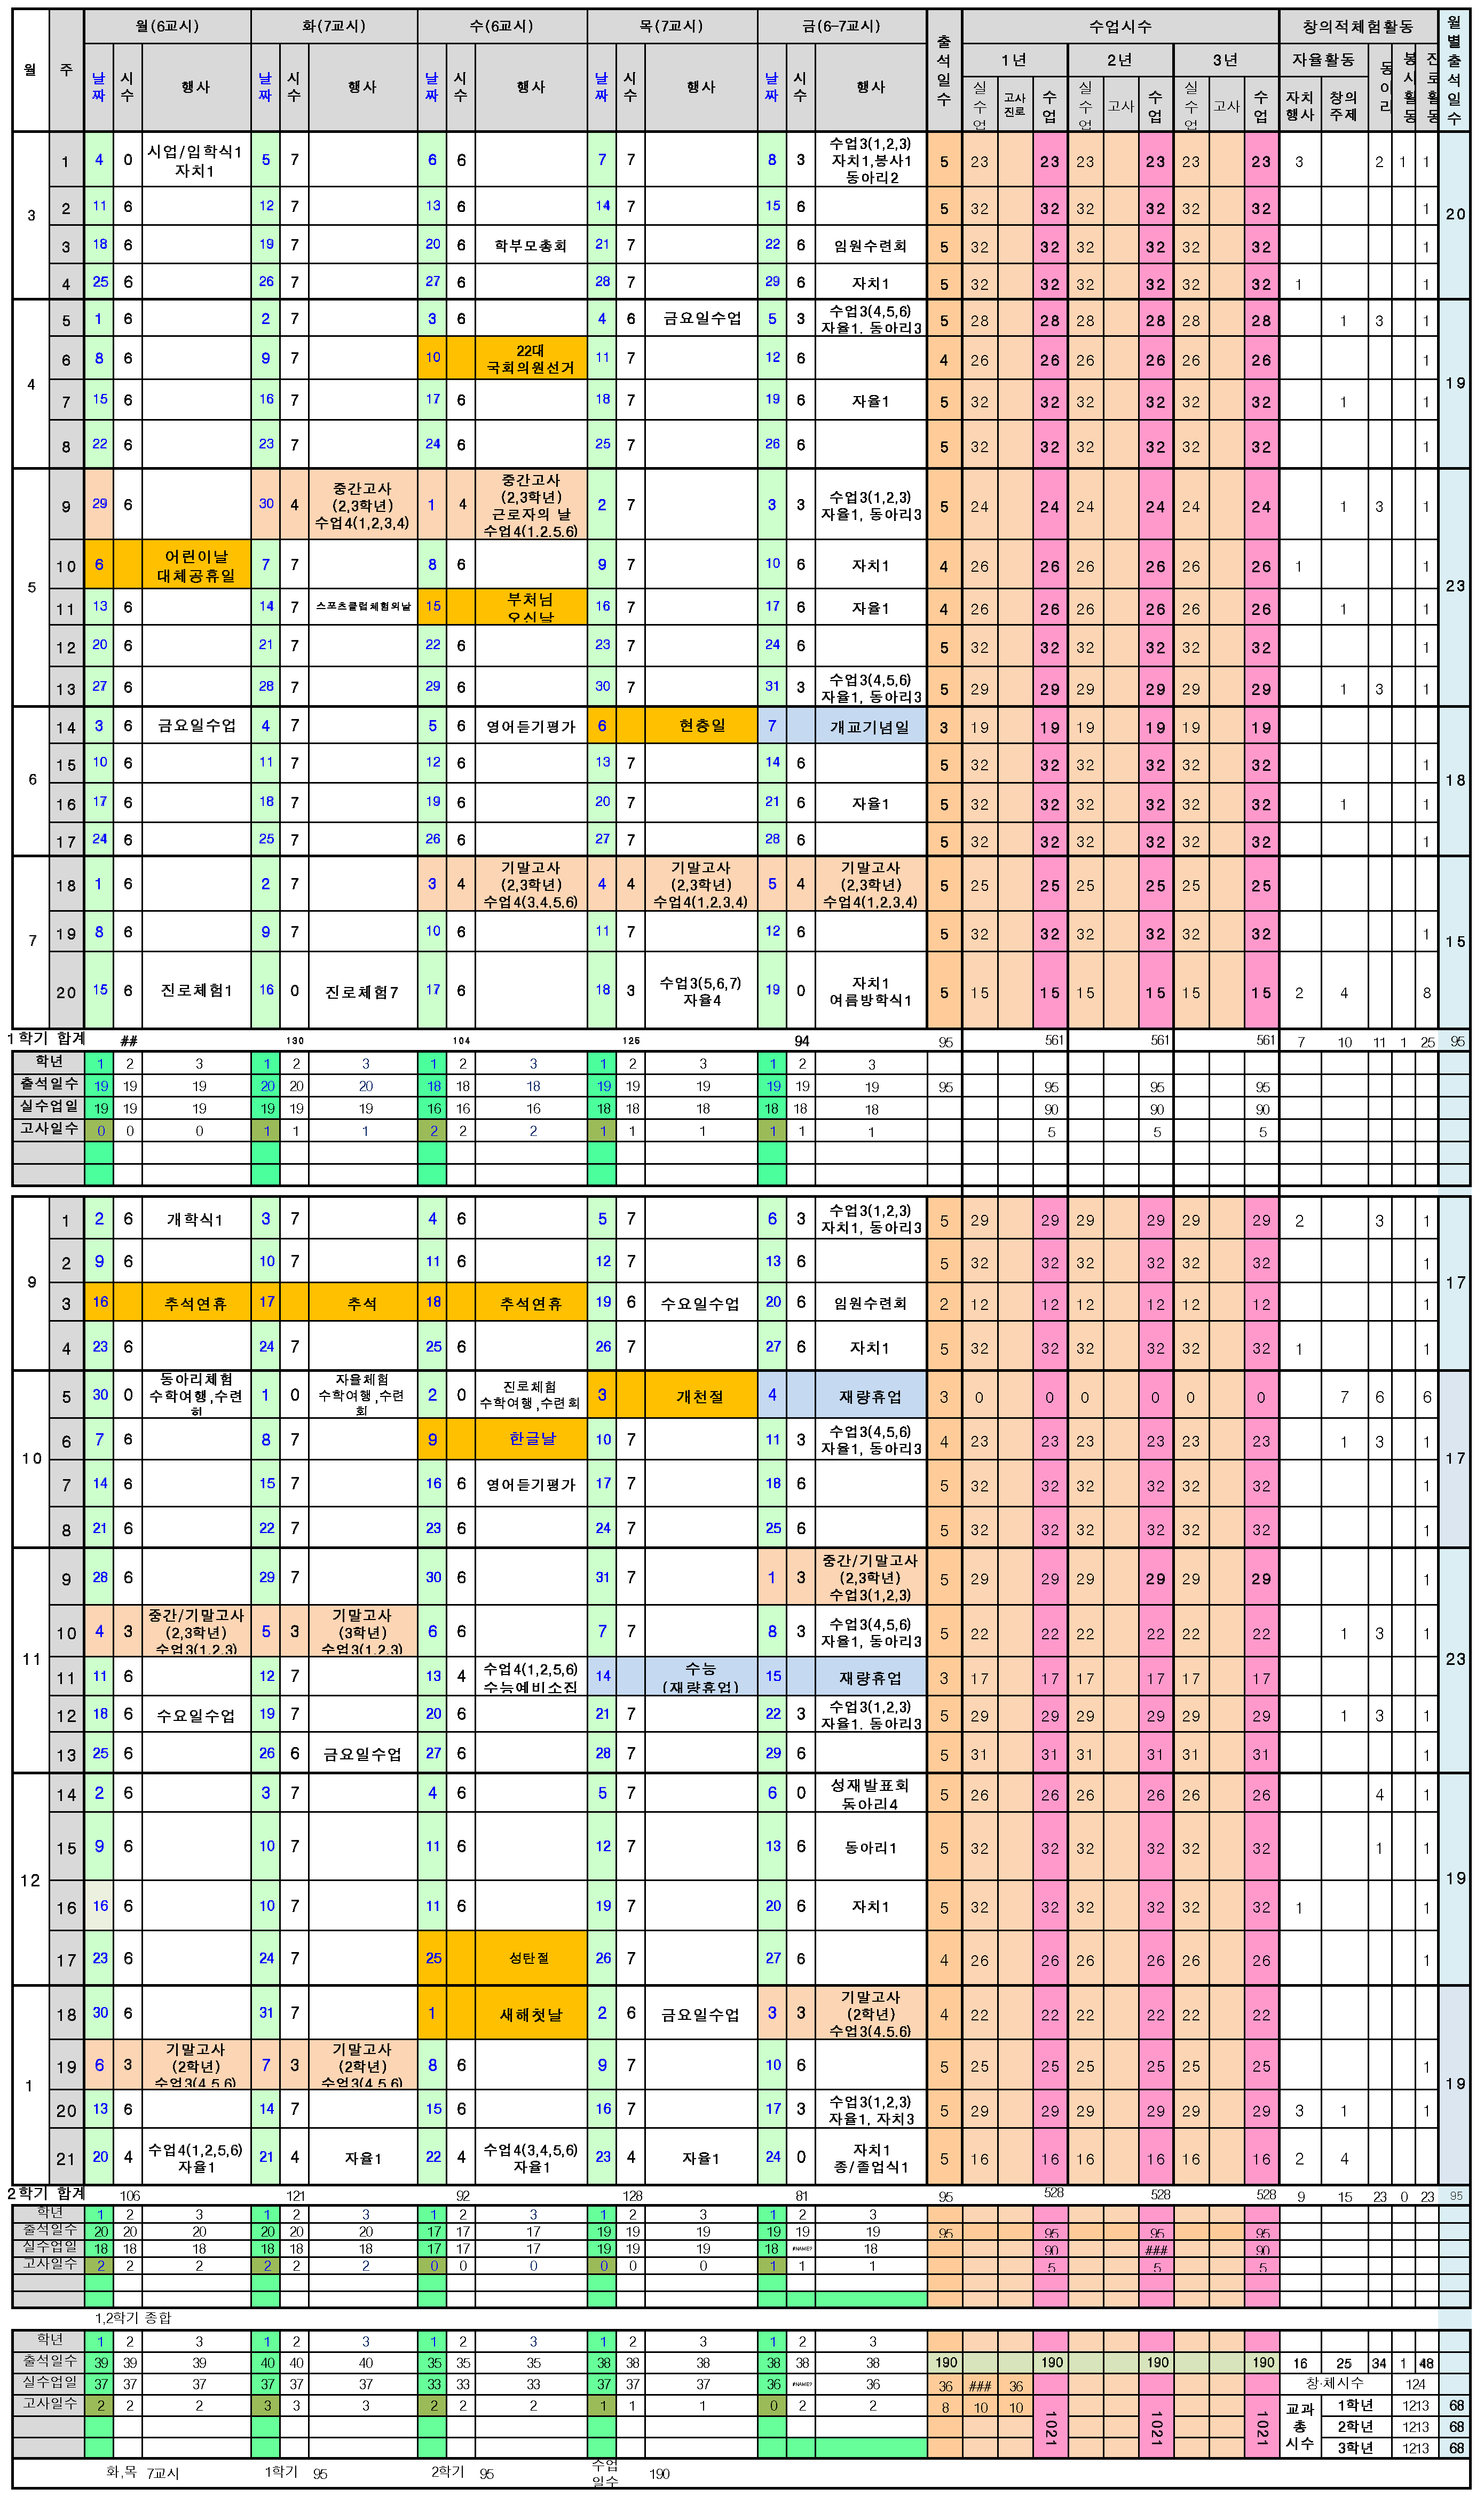 월 주 월(6교시) 화(7교시) 수(6교시) 목(7교시) 금(6-7교시) 출석일수 수업시수 창의적체험활동 월별출석일수
날짜 시수 행사 날짜 시수 행사 날짜 시수 행사 날짜 시수 행사 날짜 시수 행사 1년 2년 3년 자율활동 동아리 봉사활동 진로활동
실수업 고사진로 수업 실수업 고사 수업 실수업 고사 수업 자치행사 창의주제
3 1 4 0 시업/입학식1 자치1 5 7 6 6 7 7 8 3 수업3(1,2,3) 자치1,봉사1 동아리2 5 23 23 23 23 23 23 3 2 1 1 20
2 11 6 12 7 13 6 14 7 15 6 5 32 32 32 32 32 32 1
3 18 6 19 7 20 6 학부모총회 21 7 22 6 임원수련회 5 32 32 32 32 32 32 1
4 25 6 26 7 27 6 28 7 29 6 자치1 5 32 32 32 32 32 32 1 1
4 5 1 6 2 7 3 6 4 6 금요일수업 5 3 수업3(4,5,6) 자율1. 동아리3 5 28 28 28 28 28 28 1 3 1 19
6 8 6 9 7 10 22대 국회의원선거 11 7 12 6 4 26 26 26 26 26 26 1
7 15 6 16 7 17 6 18 7 19 6 자율1 5 32 32 32 32 32 32 1 1
8 22 6 23 7 24 6 25 7 26 6 5 32 32 32 32 32 32 1
5 9 29 6 30 4 중간고사 (2,3학년) 수업4(1,2,3,4) 1 4 중간고사 (2,3학년) 근로자의 날 수업4(1.2.5.6) 2 7 3 3 수업3(1,2,3) 자율1, 동아리3 5 24 24 24 24 24 24 1 3 1 23
10 6 어린이날 대체공휴일 7 7 8 6 9 7 10 6 자치1 4 26 26 26 26 26 26 1 1
11 13 6 14 7 스포츠클럽체험의날 15 부처님 오신날 16 7 17 6 자율1 4 26 26 26 26 26 26 1 1
12 20 6 21 7 22 6 23 7 24 6 5 32 32 32 32 32 32 1
13 27 6 28 7 29 6 30 7 31 3 수업3(4,5,6) 자율1, 동아리3 5 29 29 29 29 29 29 1 3 1
6 14 3 6 금요일수업 4 7 5 6 영어듣기평가 6 현충일 7 개교기념일 3 19 19 19 19 19 19 18
15 10 6 11 7 12 6 13 7 14 6 5 32 32 32 32 32 32 1
16 17 6 18 7 19 6 20 7 21 6 자율1 5 32 32 32 32 32 32 1 1
17 24 6 25 7 26 6 27 7 28 6 5 32 32 32 32 32 32 1
7 18 1 6 2 7 3 4 기말고사 (2,3학년) 수업4(3,4,5,6) 4 4 기말고사 (2,3학년) 수업4(1,2,3,4) 5 4 기말고사 (2,3학년) 수업4(1,2,3,4) 5 25 25 25 25 25 25 15
19 8 6 9 7 10 6 11 7 12 6 5 32 32 32 32 32 32 1
20 15 6 진로체험1 16 0 진로체험7 17 6 18 3 수업3(5,6,7) 자율4 19 0 자치1 여름방학식1 5 15 15 15 15 15 15 2 4 8
1학기 합계 ## 130 104 125 94 95 561 561 561 7 10 11 1 25 95
학년 1 2 3 1 2 3 1 2 3 1 2 3 1 2 3
출석일수 19 19 19 20 20 20 18 18 18 19 19 19 19 19 19 95 95 95 95
실수업일 19 19 19 19 19 19 16 16 16 18 18 18 18 18 18 90 90 90
고사일수 0 0 0 1 1 1 2 2 2 1 1 1 1 1 1 5 5 5
9 1 2 6 개학식1 3 7 4 6 5 7 6 3 수업3(1,2,3) 자치1, 동아리3 5 29 29 29 29 29 29 2 3 1 17
2 9 6 10 7 11 6 12 7 13 6 5 32 32 32 32 32 32 1
3 16 추석연휴 17 추석 18 추석연휴 19 6 수요일수업 20 6 임원수련회 2 12 12 12 12 12 12 1
4 23 6 24 7 25 6 26 7 27 6 자치1 5 32 32 32 32 32 32 1 1
10 5 30 0 동아리체험 수학여행,수련회 1 0 자율체험 수학여행,수련회 2 0 진로체험 수학여행,수련회 3 개천절 4 재량휴업 3 0 0 0 0 0 0 7 6 6 17
6 7 6 8 7 9 한글날 10 7 11 3 수업3(4,5,6) 자율1, 동아리3 4 23 23 23 23 23 23 1 3 1
7 14 6 15 7 16 6 영어듣기평가 17 7 18 6 5 32 32 32 32 32 32 1
8 21 6 22 7 23 6 24 7 25 6 5 32 32 32 32 32 32 1
11 9 28 6 29 7 30 6 31 7 1 3 중간/기말고사 (2,3학년) 수업3(1,2,3) 5 29 29 29 29 29 29 1 23
10 4 3 중간/기말고사 (2,3학년) 수업3(1.2.3) 5 3 기말고사 (3학년) 수업3(1.2.3) 6 6 7 7 8 3 수업3(4,5,6) 자율1, 동아리3 5 22 22 22 22 22 22 1 3 1
11 11 6 12 7 13 4 수업4(1,2,5,6) 수능예비소집 14 수능 (재량휴업) 15 재량휴업 3 17 17 17 17 17 17 1
12 18 6 수요일수업 19 7 20 6 21 7 22 3 수업3(1,2,3) 자율1. 동아리3 5 29 29 29 29 29 29 1 3 1
13 25 6 26 6 금요일수업 27 6 28 7 29 6 5 31 31 31 31 31 31 1
12 14 2 6 3 7 4 6 5 7 6 0 성재발표회 동아리4 5 26 26 26 26 26 26 4 1 19
15 9 6 10 7 11 6 12 7 13 6 동아리1 5 32 32 32 32 32 32 1 1
16 16 6 10 7 11 6 19 7 20 6 자치1 5 32 32 32 32 32 32 1 1
17 23 6 24 7 25 성탄절 26 7 27 6 4 26 26 26 26 26 26 1
1 18 30 6 31 7 1 새해첫날 2 6 금요일수업 3 3 기말고사 (2학년) 수업3(4.5.6) 4 22 22 22 22 22 22 19
19 6 3 기말고사 (2학년) 수업3(4.5.6) 7 3 기말고사 (2학년) 수업3(4.5.6) 8 6 9 7 10 6 5 25 25 25 25 25 25 1
20 13 6 14 7 15 6 16 7 17 3 수업3(1,2,3) 자율1. 자치3 5 29 29 29 29 29 29 3 1 1
21 20 4 수업4(1,2,5,6) 자율1 21 4 자율1 22 4 수업4(3,4,5,6) 자율1 23 4 자율1 24 0 자치1 종/졸업식1 5 16 16 16 16 16 16 2 4
2학기 합계 106 121 92 128 81 95 528 528 528 9 15 23 0 23 95
학년 1 2 3 1 2 3 1 2 3 1 2 3 1 2 3
출석일수 20 20 20 20 20 20 17 17 17 19 19 19 19 19 19 95 95 95 95
실수업일 18 18 18 18 18 18 17 17 17 19 19 19 18 #NAME? 18 90 ### 90
고사일수 2 2 2 2 2 2 0 0 0 0 0 0 1 1 1 5 5 5
1,2학기 종합
학년 1 2 3 1 2 3 1 2 3 1 2 3 1 2 3
출석일수 39 39 39 40 40 40 35 35 35 38 38 38 38 38 38 190 190 190 190 16 25 34 1 48
실수업일 37 37 37 37 37 37 33 33 33 37 37 37 36 #NAME? 36 36 ### 36 창·체시수 124
고사일수 2 2 2 3 3 3 2 2 2 1 1 1 0 2 2 8 10 10 1021 1021 1021 교과총시수 1학년 1213 68
2학년 1213 68
3학년 1213 68
화,목 7교시 1학기 95 2학기 95 수업일수 190